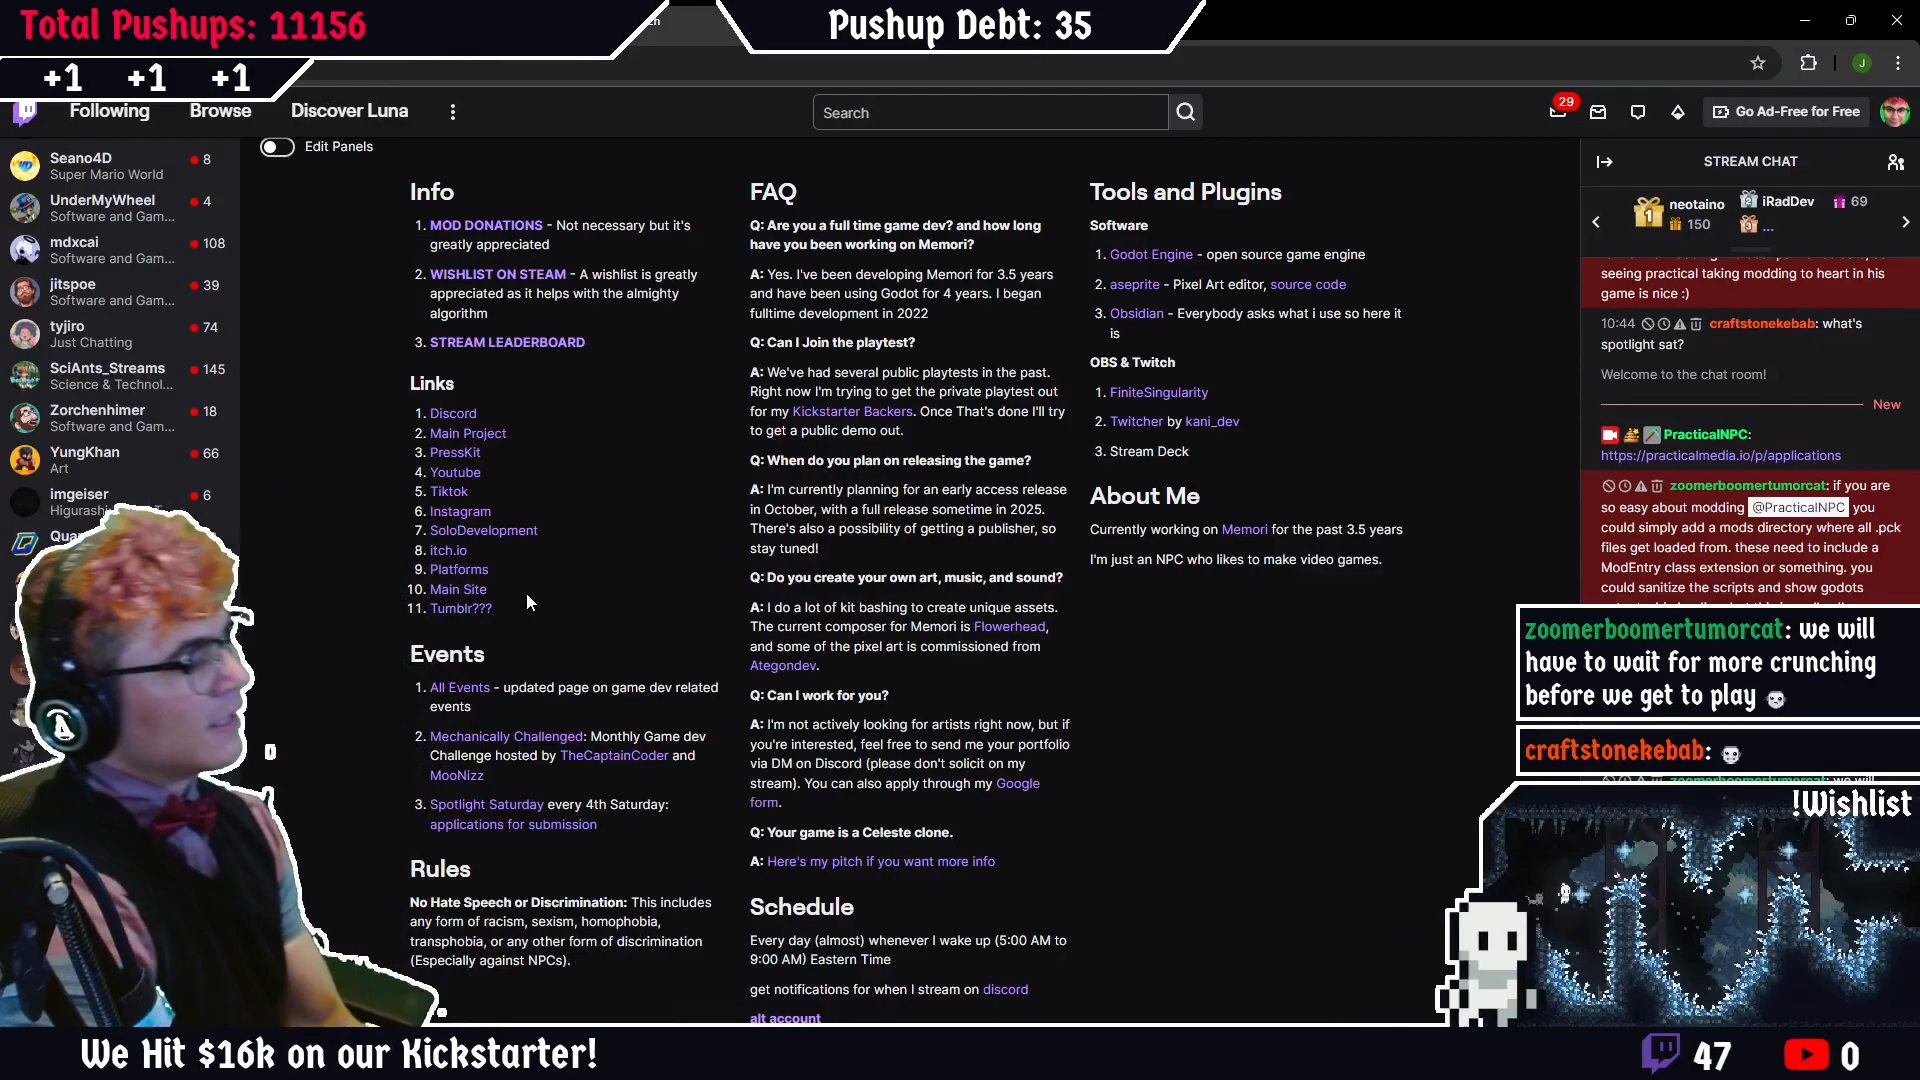 Total Pushups: 11156
Pushup Debt: 35
+1 +1 +1
J
Following
Browse
Discover Luna
Search
29
Go Ad-Free for Free
Seano4D
8
Super Mario World
UnderMyWheel
4
Software and Gam...
mdxcai
108
Software and Gam...
jitspoe
39
Software and Gam...
tyjiro
74
Just Chatting
SciAnts_Streams
145
Science & Technol...
Zorchenhimer
18
Software and Gam...
YungKhan
66
Art
imgeiser
6
Edit Panels
Info
1. MOD DONATIONS - Not necessary but it's
greatly appreciated
2. WISHLIST ON STEAM - A wishlist is greatly
appreciated as it helps with the almighty
algorithm
3. STREAM LEADERBOARD
Links
1. Discord
2. Main Project
3. PressKit
4. Youtube
5. Tiktok
6. Instagram
7. SoloDevelopment
8. itch.io
9. Platforms
10. Main Site
11. Tumblr???
Events
1. All Events - updated page on game dev related
events
2. Mechanically Challenged: Monthly Game dev
Challenge hosted by TheCaptainCoder and
MooNizz
3. Spotlight Saturday every 4th Saturday:
applications for submission
Rules
No Hate Speech or Discrimination: This includes
any form of racism, sexism, homophobia,
transphobia, or any other form of discrimination
(Especially against NPCs).
FAQ
Q: Are you a full time game dev? and how long
have you been working on Memori?
A: Yes. I've been developing Memori for 3.5 years
and have been using Godot for 4 years. I began
fulltime development in 2022
Q: Can I Join the playtest?
A: We've had several public playtests in the past.
Right now I'm trying to get the private playtest out
for my Kickstarter Backers. Once That's done I'll try
to get a public demo out.
Q: When do you plan on releasing the game?
A: I'm currently planning for an early access release
in October, with a full release sometime in 2025.
There's also a possibility of getting a publisher, so
stay tuned!
Q: Do you create your own art, music, and sound?
A: I do a lot of kit bashing to create unique assets.
The current composer for Memori is Flowerhead,
and some of the pixel art is commissioned from
Ategondev.
Q: Can I work for you?
A: I'm not actively looking for artists right now, but if
you're interested, feel free to send me your portfolio
via DM on Discord (please don't solicit on my
stream). You can also apply through my Google
form.
Q: Your game is a Celeste clone.
A: Here's my pitch if you want more info
Schedule
Every day (almost) whenever I wake up (5:00 AM to
9:00 AM) Eastern Time
get notifications for when I stream on discord
alt account
Tools and Plugins
Software
1. Godot Engine - open source game engine
2. aseprite - Pixel Art editor, source code
3. Obsidian - Everybody asks what i use so here it
is
OBS & Twitch
1. FiniteSingularity
2. Twitcher by kani_dev
3. Stream Deck
About Me
Currently working on Memori for the past 3.5 years
I'm just an NPC who likes to make video games.
STREAM CHAT
1 neotaino
150
2 iRadDev 69
3 ...
seeing practical taking modding to heart in his
game is nice :)
10:44 craftstonekebab: what's
spotlight sat?
Welcome to the chat room!
New
PracticalNPC:
https://practicalmedia.io/p/applications
zoomerboomertumorcat: if you are
so easy about modding @PracticalNPC you
could simply add a mods directory where all .pck
files get loaded from. these need to include a
ModEntry class extension or something. you
could sanitize the scripts and show godots
zoomerboomertumorcat: we will
have to wait for more crunching
before we get to play
craftstonekebab:
!Wishlist
We Hit $16k on our Kickstarter!
47
0